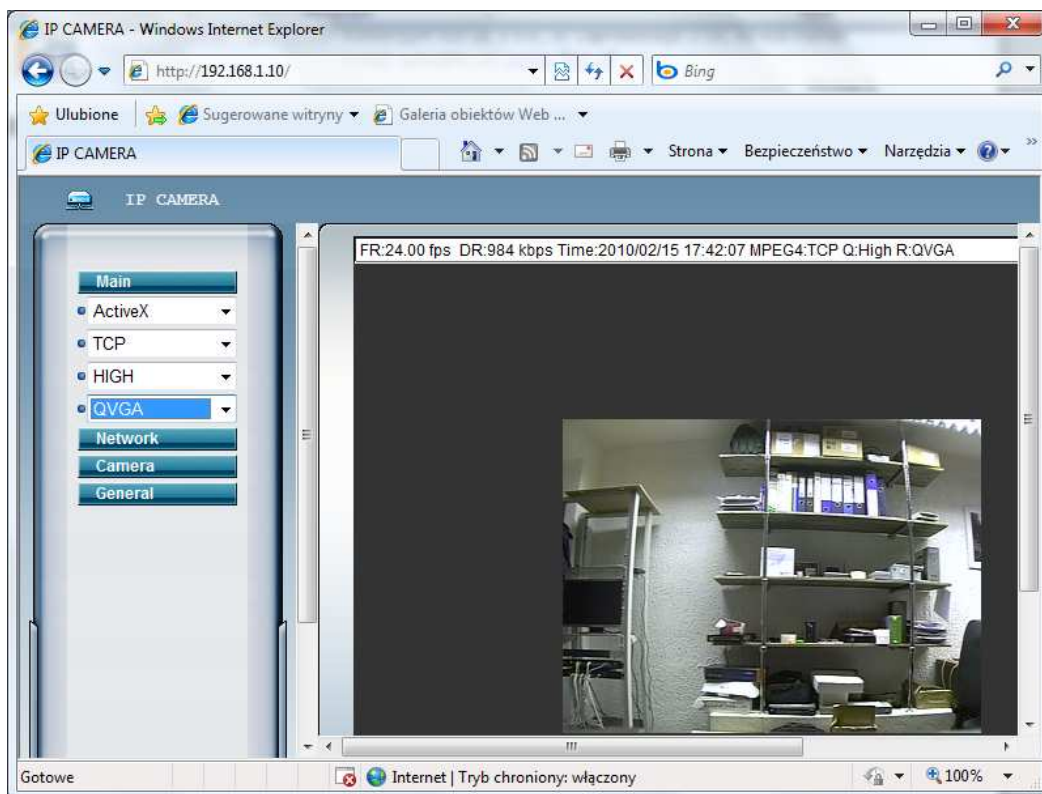 IP CAMERA - Windows Internet Explorer
http://192.168.1.10/
Bing
Ulubione
Sugerowane witryny
Galeria obiektów Web ...
IP CAMERA
Strona
Bezpieczeństwo
Narzędzia
»
IP CAMERA
FR:24.00 fps DR:984 kbps Time:2010/02/15 17:42:07 MPEG4:TCP Q:High R:QVGA
Main
ActiveX
TCP
HIGH
QVGA
Network
Camera
General
Gotowe
Internet | Tryb chroniony: włączony
100%